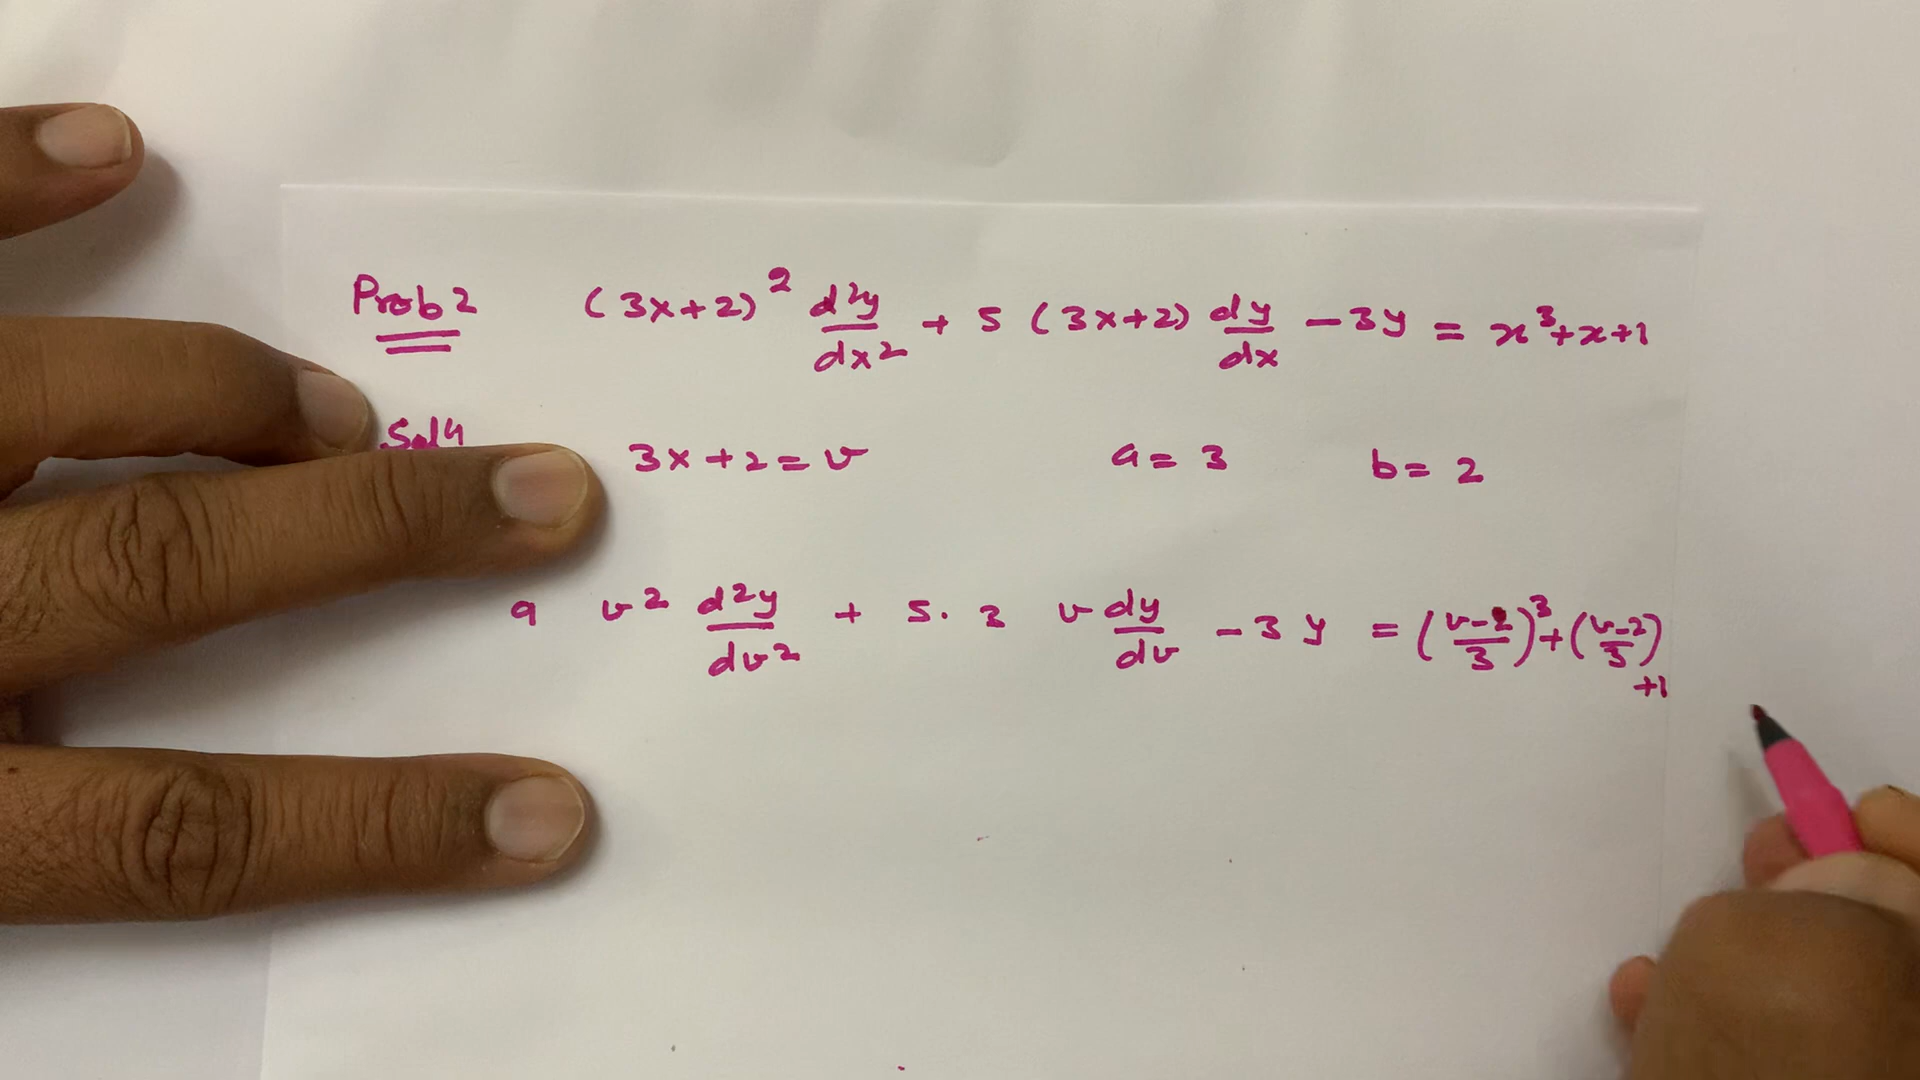 Prob 2 (3x+2)² d²y/dx² + 5 (3x+2) dy/dx − 3y = x³+x+1
Soln 3x+2=v a=3 b=2
9 v² d²y/dv² + 5.3 v dy/dv − 3y = ((v−2)/3)³+((v−2)/3)
+1